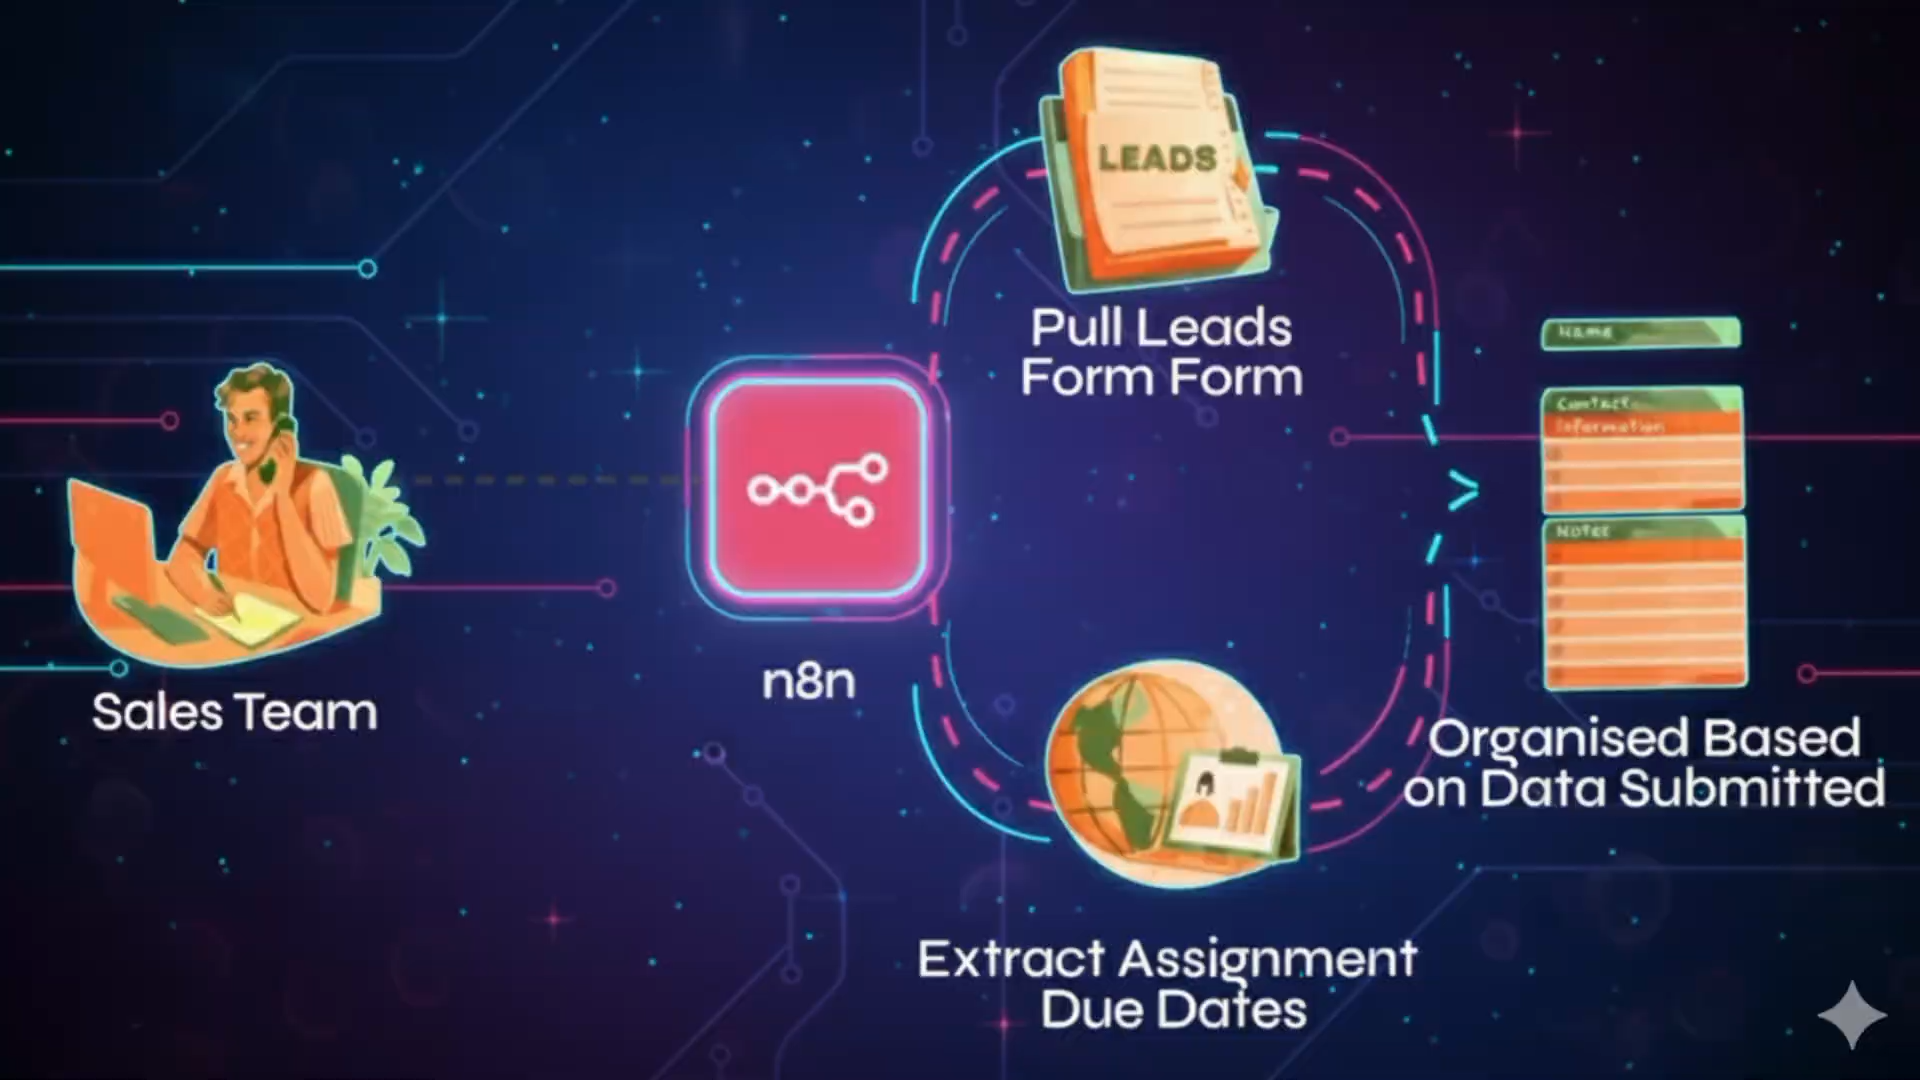 LEADS
Pull Leads
Form Form
Name
Contact
Information
Notes
Sales Team
n8n
Organised Based
on Data Submitted
Extract Assignment
Due Dates